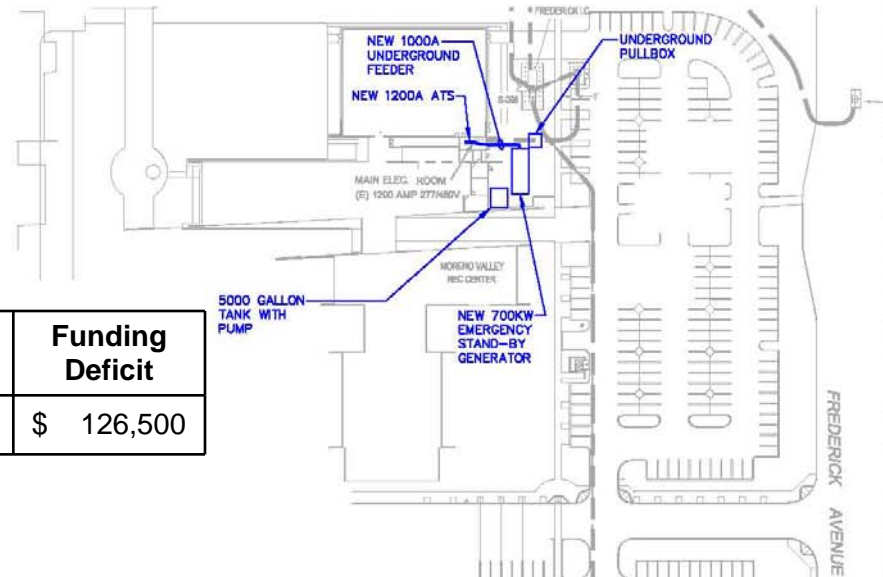 FREDERICK
NEW 1000A
UNDERGROUND
FEEDER
UNDERGROUND
PULLBOX
NEW 1200A ATS
MAIN ELEC. ROOM
(E) 1200 AMP 277/480V
MORENO VALLEY
REC CENTER
5000 GALLON
TANK WITH
PUMP
NEW 700KW
EMERGENCY
STAND-BY
GENERATOR
Funding
Deficit
$ 126,500
FREDERICK AVENUE